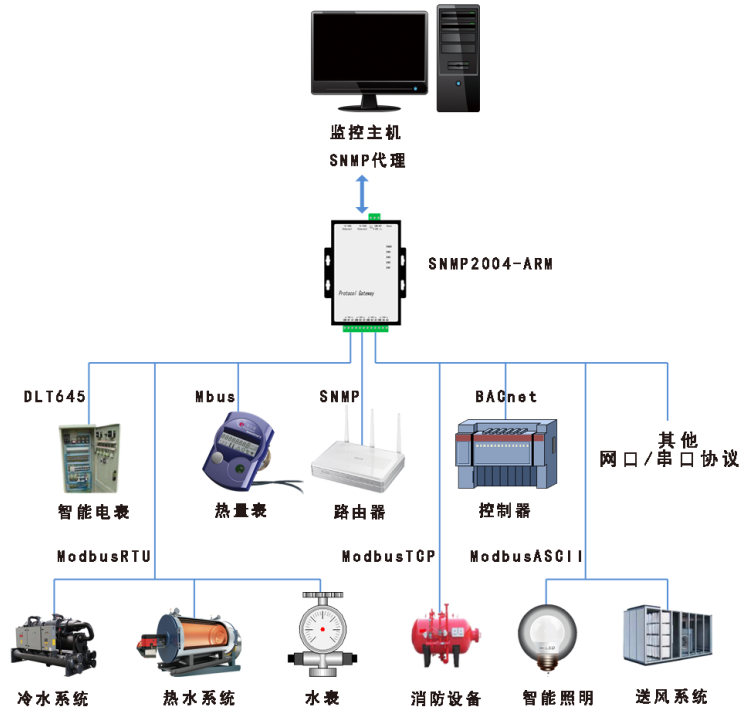 监控主机
SNMP代理
SNMP2004-ARM
Protocol Gateway
DLT645
Mbus
SNMP
BACnet
其他
网口/串口协议
智能电表
热量表
路由器
控制器
ModbusRTU
ModbusTCP
ModbusASCII
冷水系统
热水系统
水表
消防设备
智能照明
送风系统